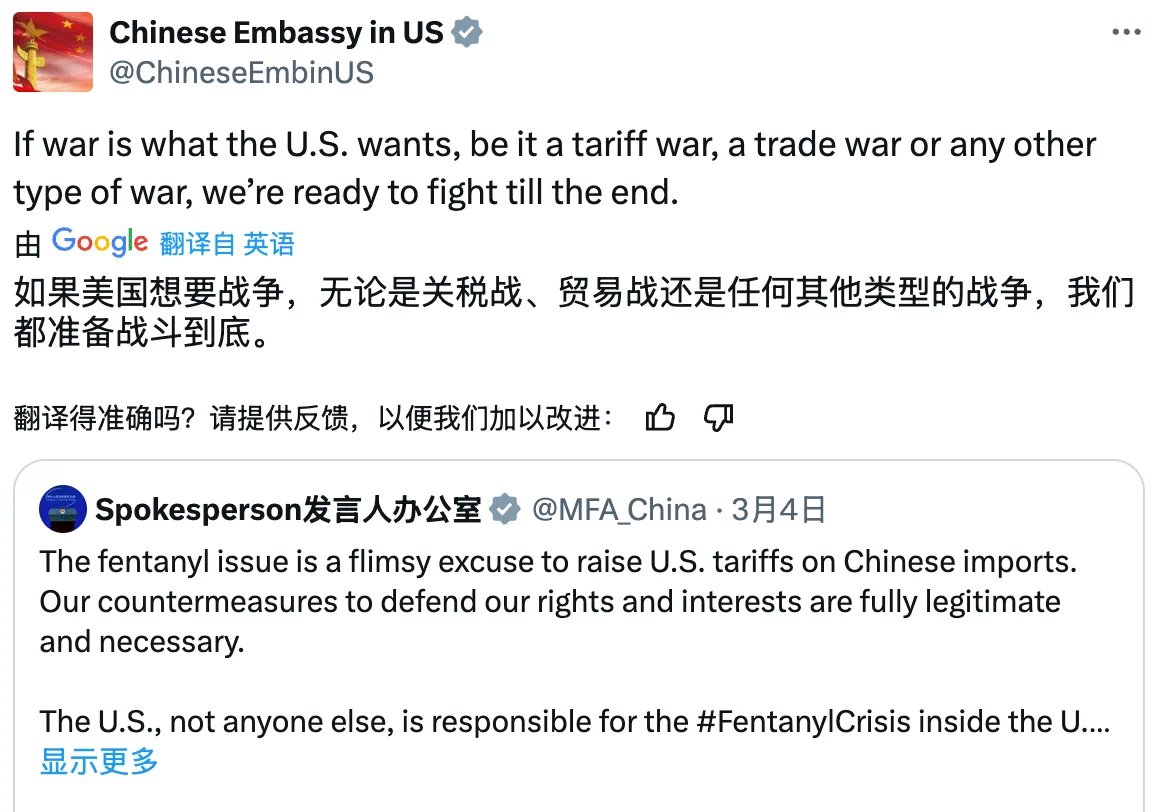 Chinese Embassy in US
@ChineseEmbinUS
If war is what the U.S. wants, be it a tariff war, a trade war or any other
type of war, we’re ready to fight till the end.
由 Google 翻译自 英语
如果美国想要战争，无论是关税战、贸易战还是任何其他类型的战争，我们
都准备战斗到底。
翻译得准确吗？请提供反馈，以便我们加以改进：
Spokesperson发言人办公室 @MFA_China · 3月4日
The fentanyl issue is a flimsy excuse to raise U.S. tariffs on Chinese imports.
Our countermeasures to defend our rights and interests are fully legitimate
and necessary.
The U.S., not anyone else, is responsible for the #FentanylCrisis inside the U....
显示更多